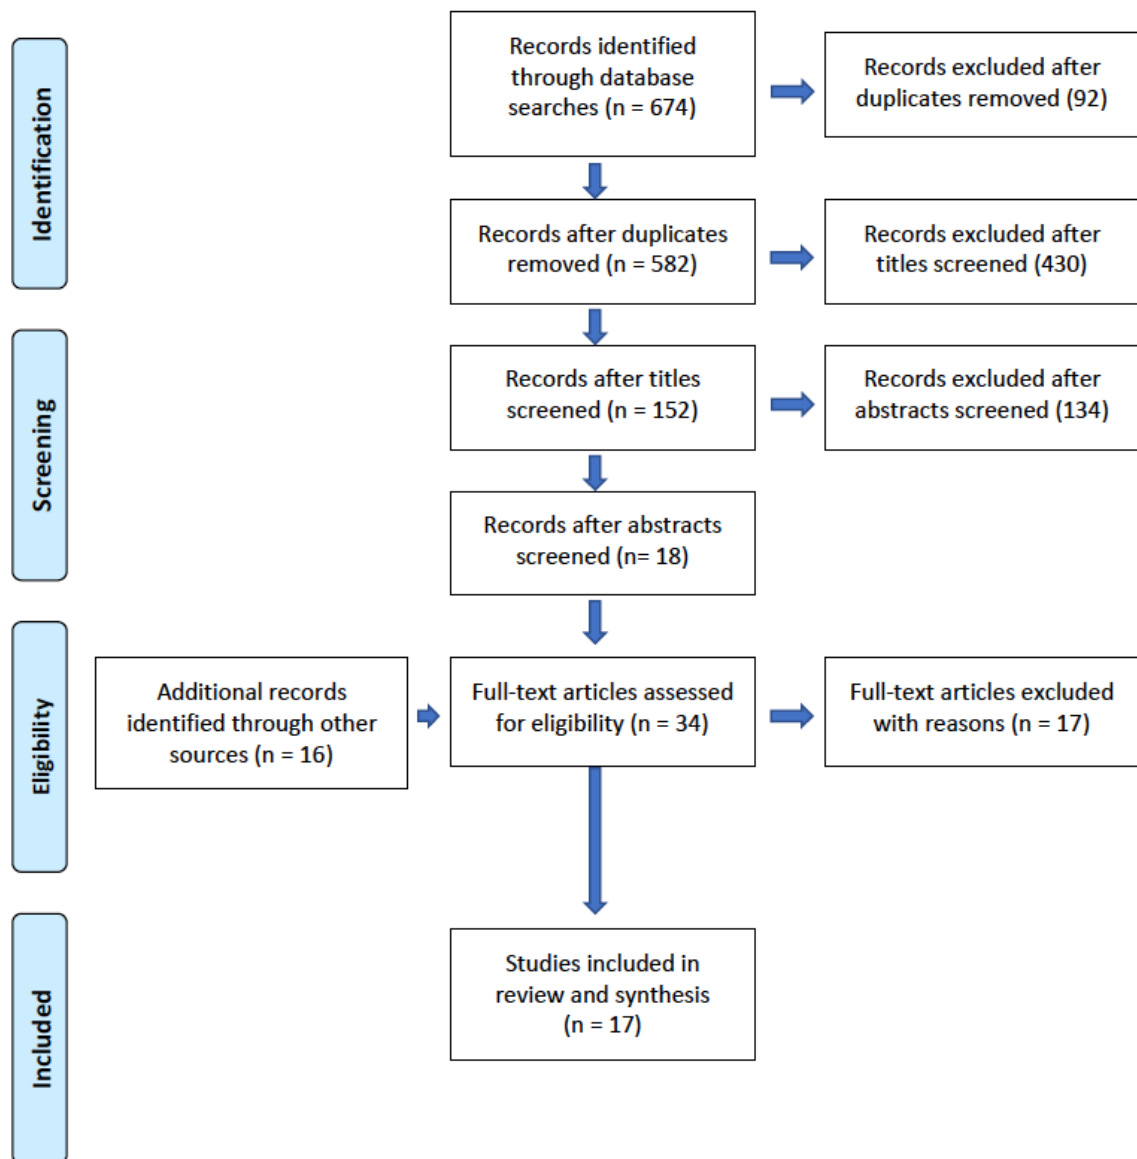 Identification
Records identified
through database
searches (n = 674)
Records excluded after
duplicates removed (92)
Records after duplicates
removed (n = 582)
Records excluded after
titles screened (430)
Screening
Records after titles
screened (n = 152)
Records excluded after
abstracts screened (134)
Records after abstracts
screened (n= 18)
Eligibility
Additional records
identified through other
sources (n = 16)
Full-text articles assessed
for eligibility (n = 34)
Full-text articles excluded
with reasons (n = 17)
Included
Studies included in
review and synthesis
(n = 17)